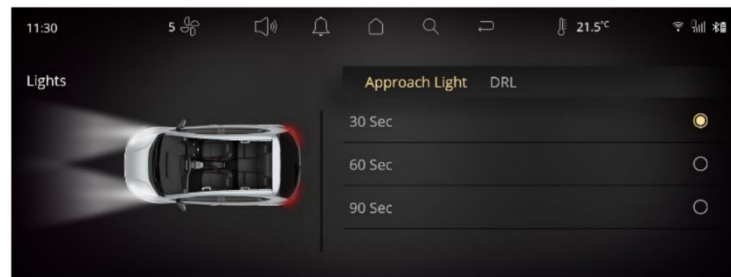 11:30 5 21.5°C
Lights
Approach Light DRL
30 Sec
60 Sec
90 Sec